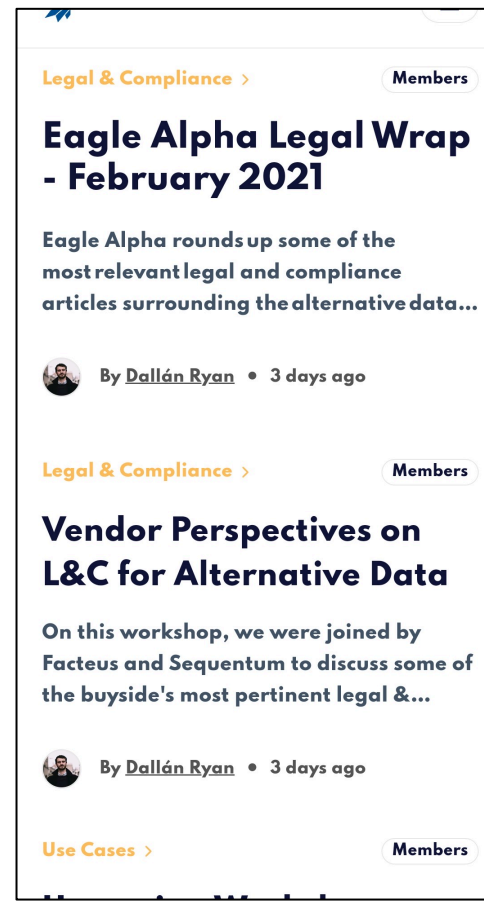 Legal & Compliance >
Members
Eagle Alpha Legal Wrap
- February 2021
Eagle Alpha rounds up some of the
most relevant legal and compliance
articles surrounding the alternative data...
By Dallán Ryan • 3 days ago
Legal & Compliance >
Members
Vendor Perspectives on
L&C for Alternative Data
On this workshop, we were joined by
Facteus and Sequentum to discuss some of
the buyside's most pertinent legal &...
By Dallán Ryan • 3 days ago
Use Cases >
Members